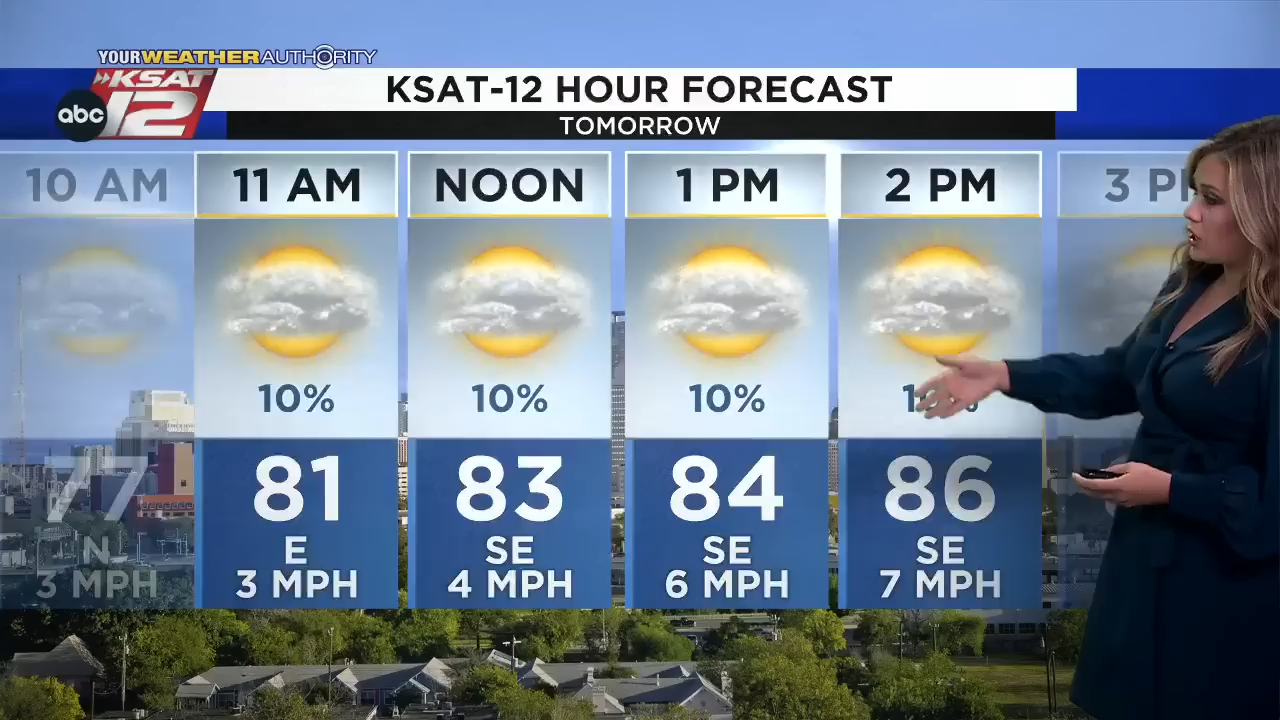 YOURWEATHERAUTHORITY
KSAT
abc 12
KSAT-12 HOUR FORECAST
TOMORROW
10 AM
77
N
3 MPH
11 AM
10%
81
E
3 MPH
NOON
10%
83
SE
4 MPH
1 PM
10%
84
SE
6 MPH
2 PM
86
SE
7 MPH
3